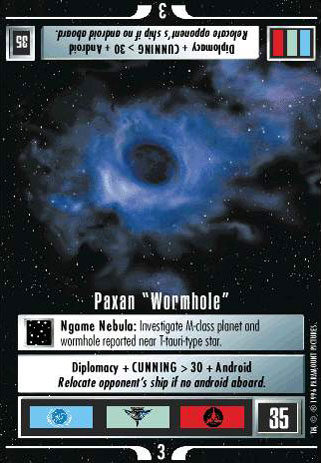 3
35
Diplomacy + CUNNING > 30 + Android
Relocate opponent's ship if no android aboard.
Paxan "Wormhole"
Ngame Nebula: Investigate M-class planet and
wormhole reported near T-tauri-type star.
Diplomacy + CUNNING > 30 + Android
Relocate opponent's ship if no android aboard.
35
3
TM & © 1996 PARAMOUNT PICTURES.